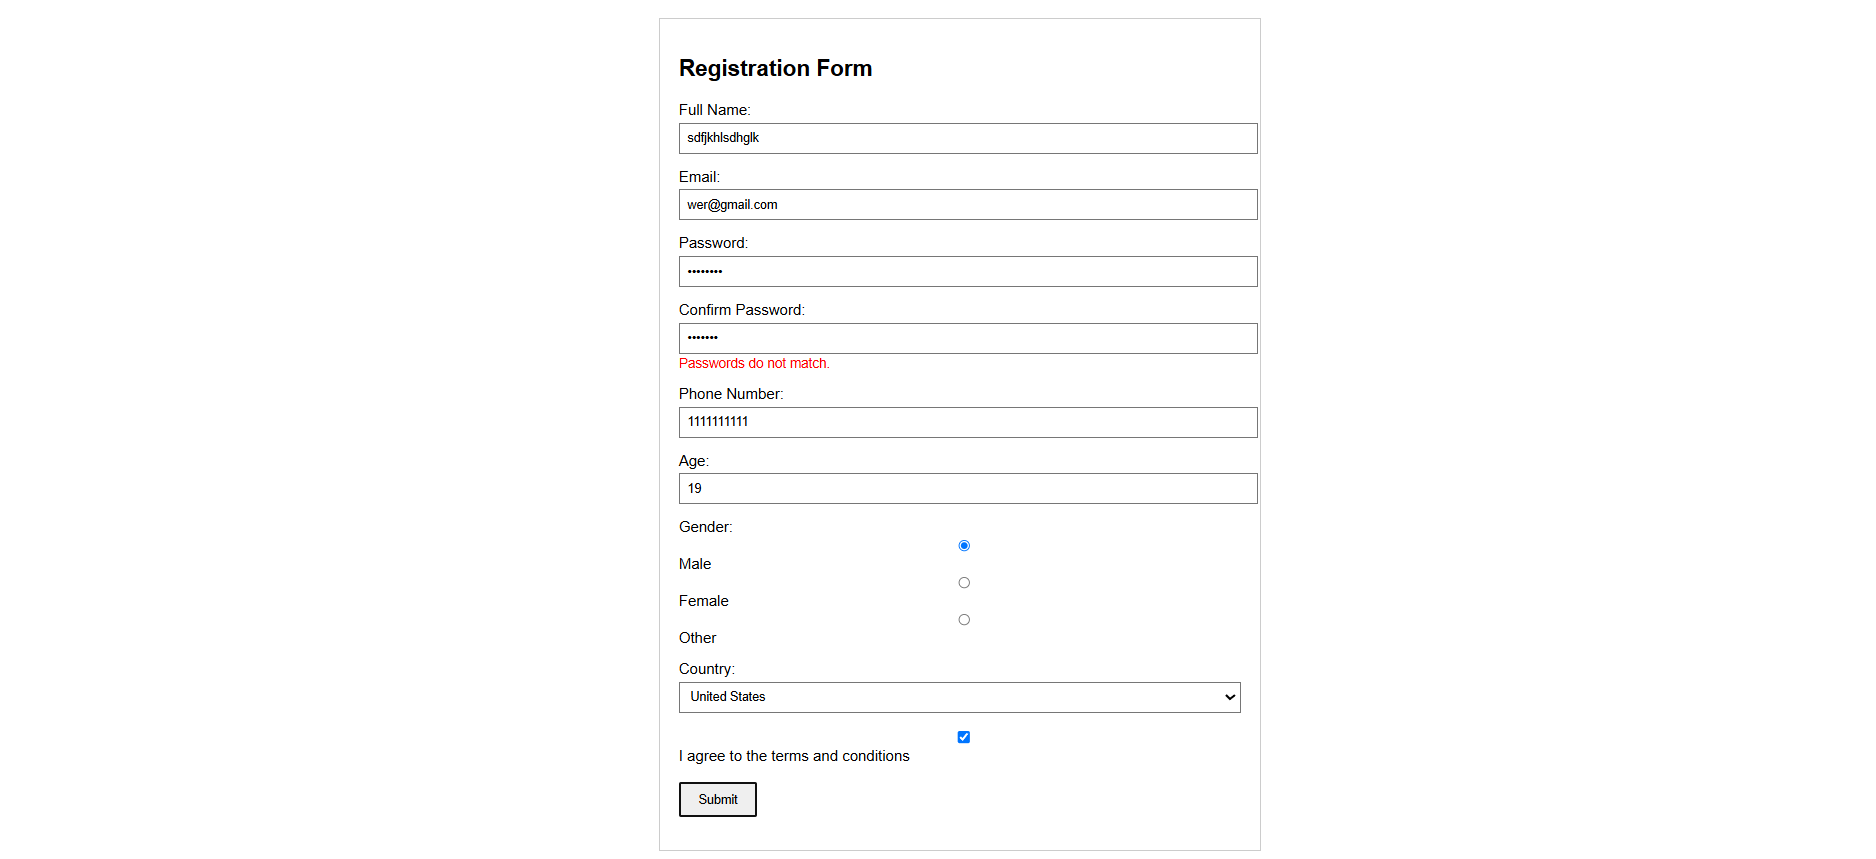 Registration Form
Full Name:
sdfjkhlsdhglk
Email:
wer@gmail.com
Password:
••••••••
Confirm Password:
•••••••
Passwords do not match.
Phone Number:
1111111111
Age:
19
Gender:
Male
Female
Other
Country:
United States
I agree to the terms and conditions
Submit